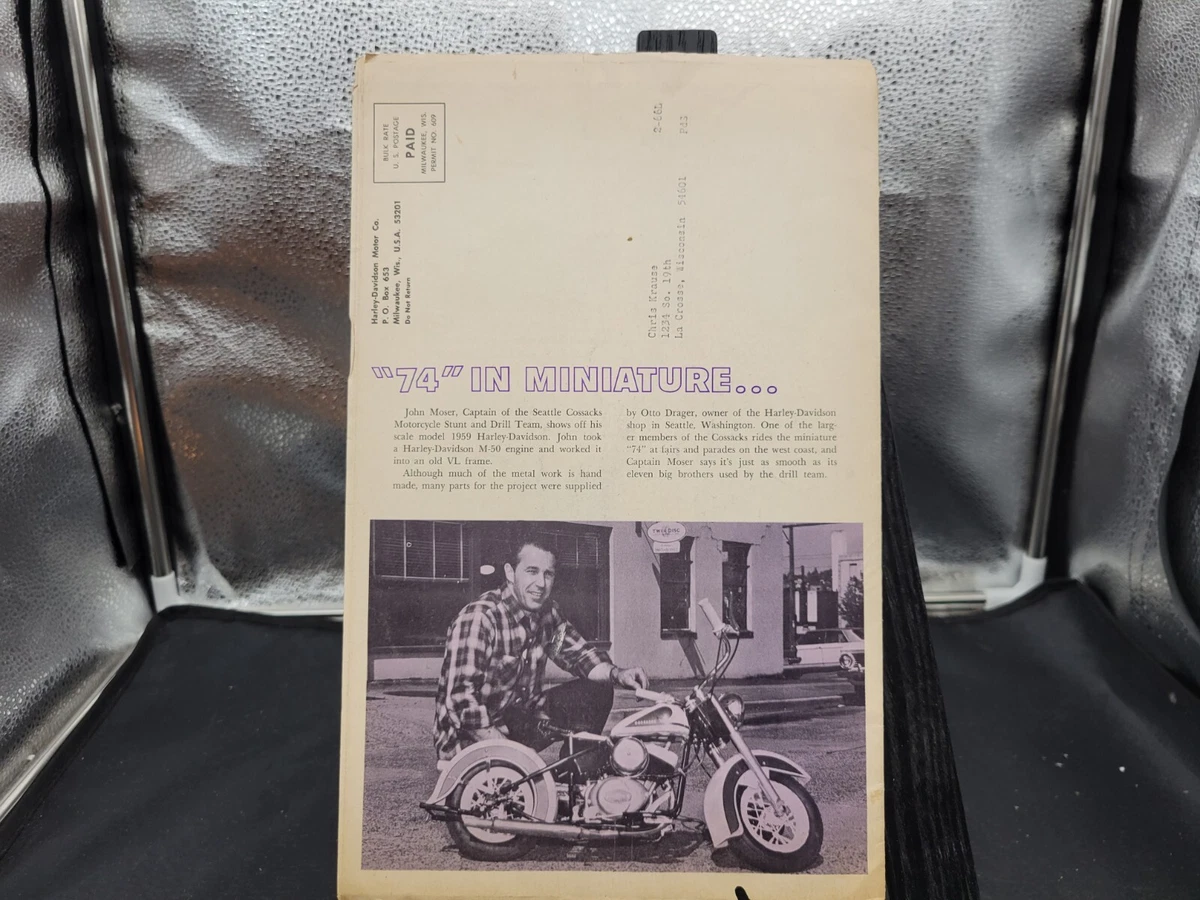 BULK RATE
U. S. POSTAGE
PAID
MILWAUKEE, WIS.
PERMIT NO. 609
Harley-Davidson Motor Co.
P. O. Box 653
Milwaukee, Wis., U.S.A. 53201
Do Not Return
Chris Krause
1234 So. 19th
La Crosse, Wisconsin 54601
"74" IN MINIATURE...
John Moser, Captain of the Seattle Cossacks
Motorcycle Stunt and Drill Team, shows off his
scale model 1959 Harley-Davidson. John took
a Harley-Davidson M-50 engine and worked it
into an old VL frame.
Although much of the metal work is hand
made, many parts for the project were supplied
by Otto Drager, owner of the Harley-Davidson
shop in Seattle, Washington. One of the larg-
er members of the Cossacks rides the miniature
"74" at fairs and parades on the west coast, and
Captain Moser says it's just as smooth as its
eleven big brothers used by the drill team.